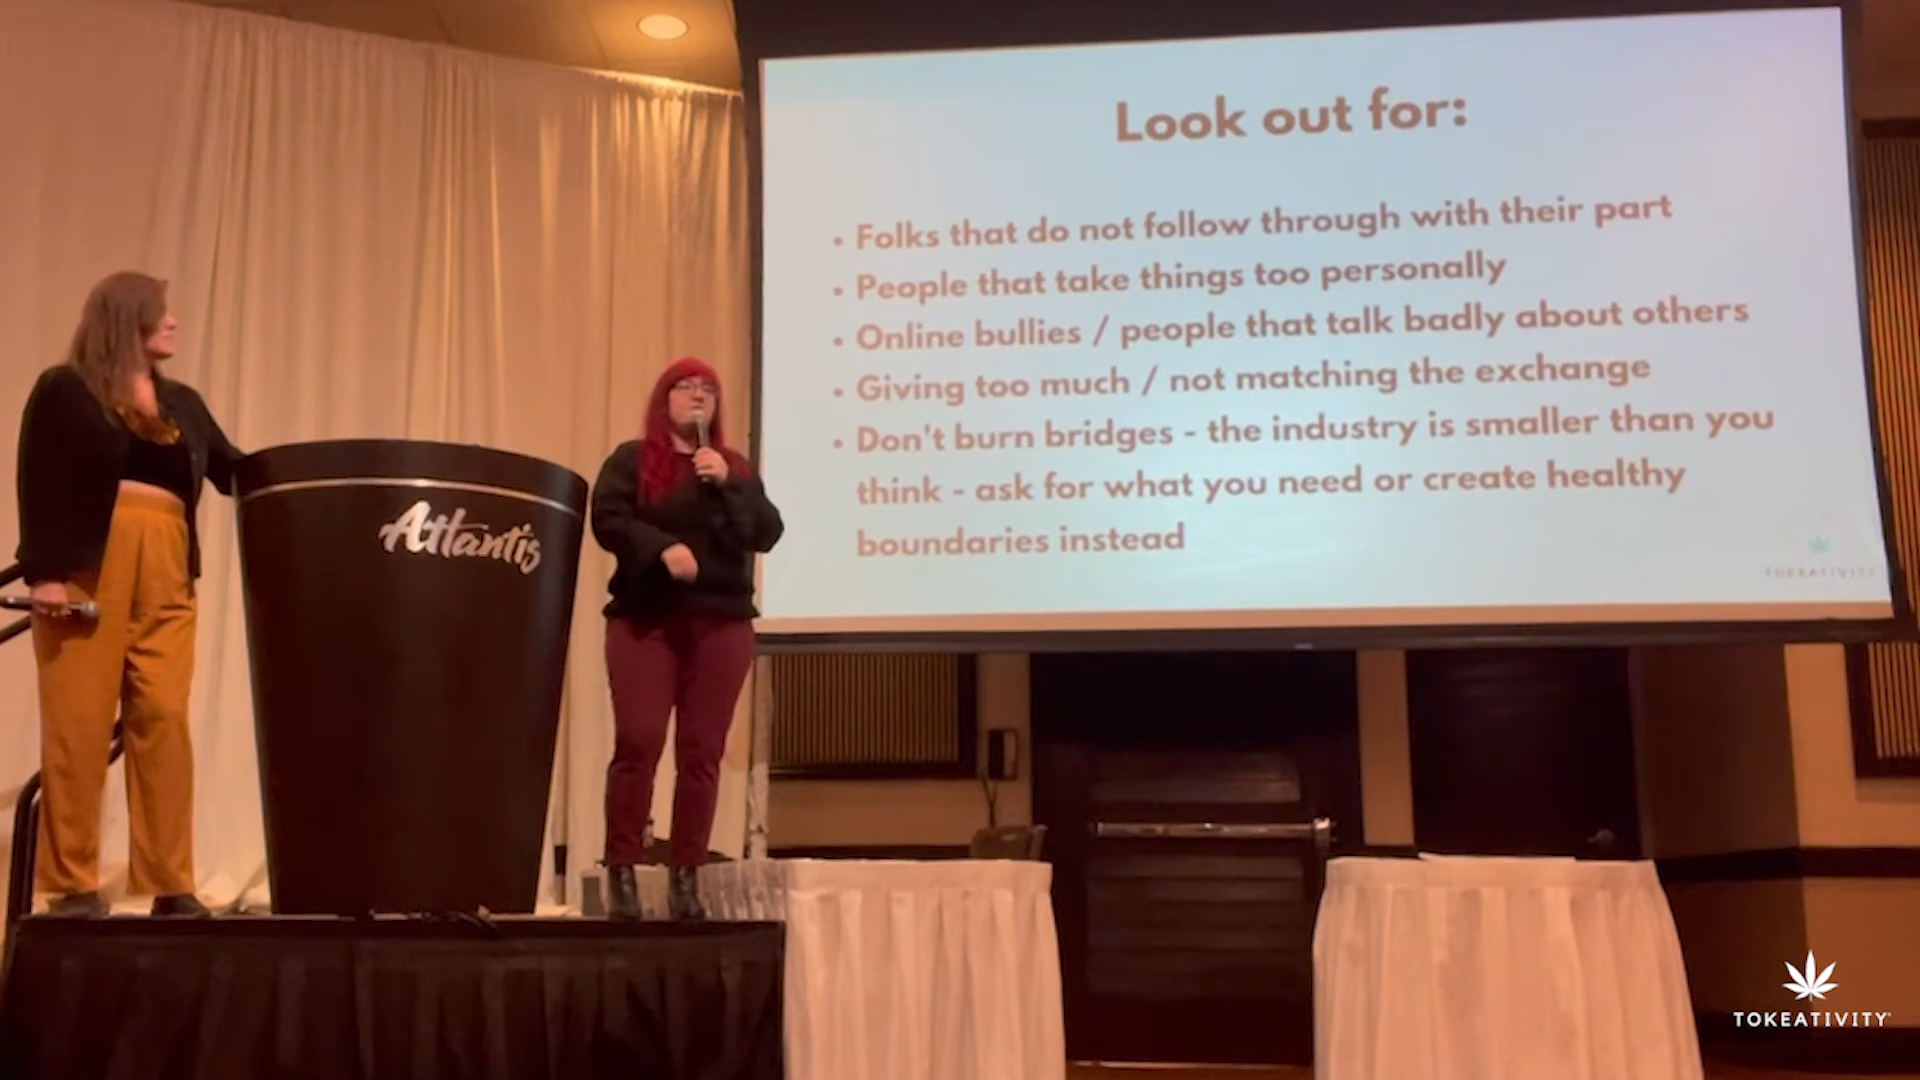 Look out for:
• Folks that do not follow through with their part
• People that take things too personally
• Online bullies / people that talk badly about others
• Giving too much / not matching the exchange
• Don't burn bridges - the industry is smaller than you
think - ask for what you need or create healthy
boundaries instead
TOKEATIVITY
Atlantis
TOKEATIVITY